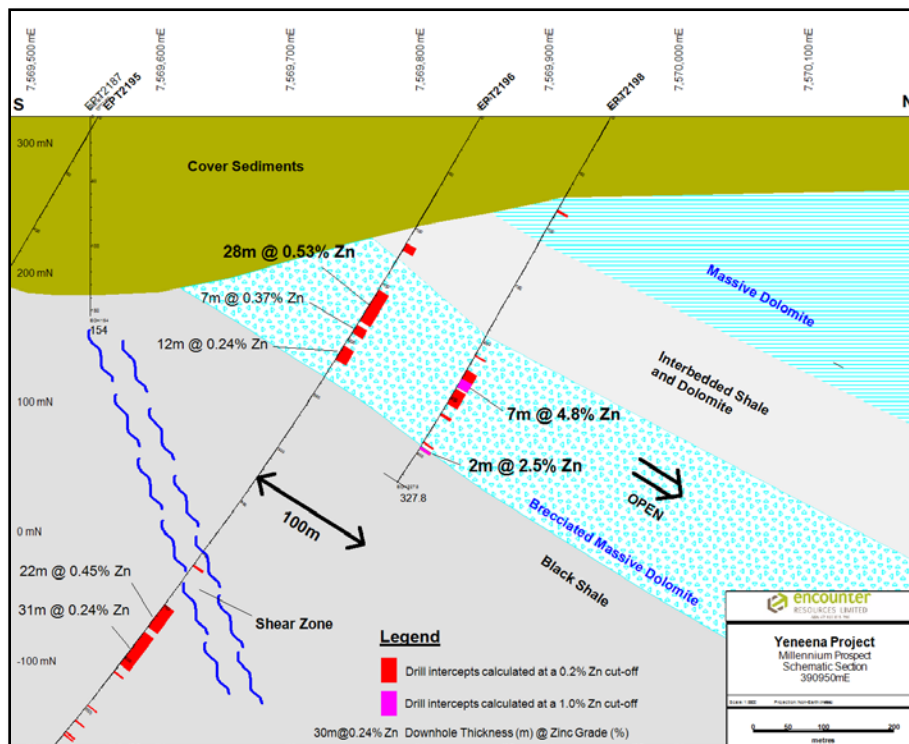 7,569,500 mE
7,569,600 mE
7,569,700 mE
7,569,800 mE
7,569,900 mE
7,570,000 mE
7,570,100 mE
EPT2187
EPT2195
EPT2196
EPT2198
S
N
300 mN
Cover Sediments
28m @ 0.53% Zn
200 mN
7m @ 0.37% Zn
Massive Dolomite
154
12m @ 0.24% Zn
Interbedded Shale
and Dolomite
100 mN
7m @ 4.8% Zn
2m @ 2.5% Zn
327.8
OPEN
100m
0 mN
Brecciated Massive Dolomite
Black Shale
22m @ 0.45% Zn
31m @ 0.24% Zn
Shear Zone
-100 mN
Legend
Drill intercepts calculated at a 0.2% Zn cut-off
Drill intercepts calculated at a 1.0% Zn cut-off
30m@0.24% Zn Downhole Thickness (m) @ Zinc Grade (%)
encounter
RESOURCES LIMITED
Yeneena Project
Millennium Prospect
Schematic Section
390950mE
0 50 100 200
metres